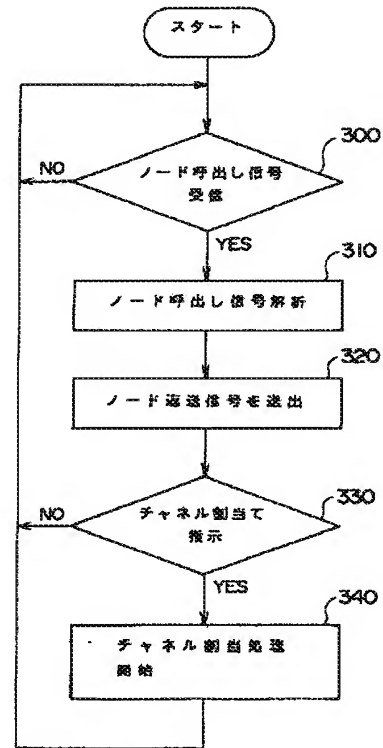 スタート
300
ノード呼出し信号
受信
NO
YES
310
ノード呼出し信号解析
320
ノード返送信号を送出
330
チャネル割当て
指示
NO
YES
340
チャネル割当処理
開始